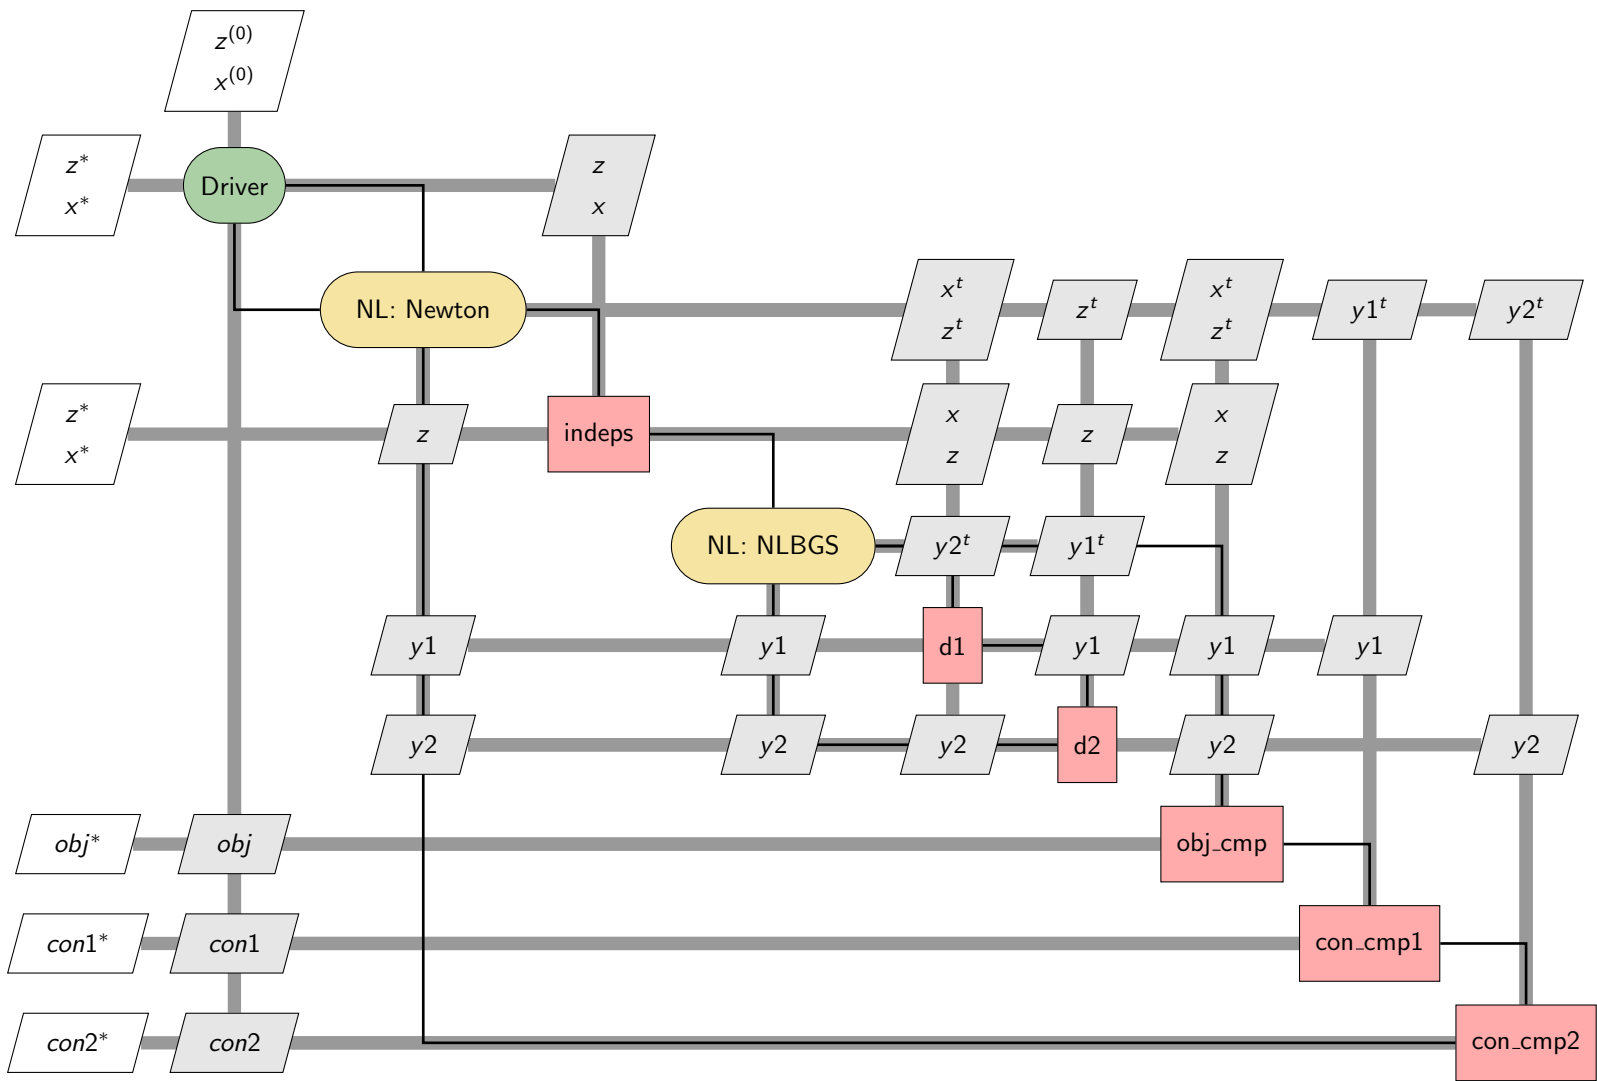 z^(0)
x^(0)
z*
x*
Driver
z
x
NL: Newton
x^t
z^t
z^t
x^t
z^t
y1^t
y2^t
z*
x*
z
indeps
x
z
z
x
z
NL: NLBGS
y2^t
y1^t
y1
y1
d1
y1
y1
y1
y2
y2
y2
d2
y2
y2
obj*
obj
obj_cmp
con1*
con1
con_cmp1
con2*
con2
con_cmp2